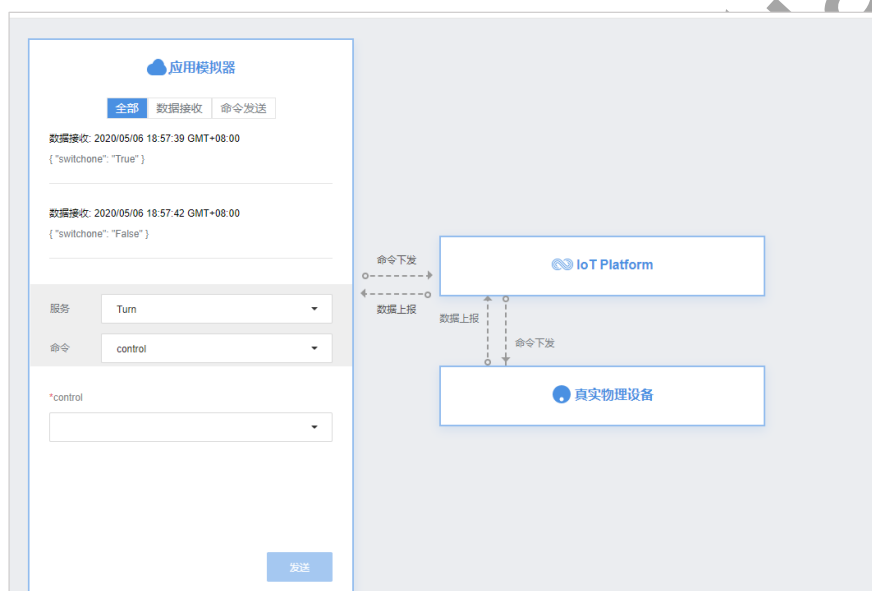 应用模拟器
全部 数据接收 命令发送
数据接收: 2020/05/06 18:57:39 GMT+08:00
{ "switchone": "True" }
数据接收: 2020/05/06 18:57:42 GMT+08:00
{ "switchone": "False" }
服务 Turn
命令 control
*control
发送
命令下发
数据上报
IoT Platform
数据上报
命令下发
真实物理设备